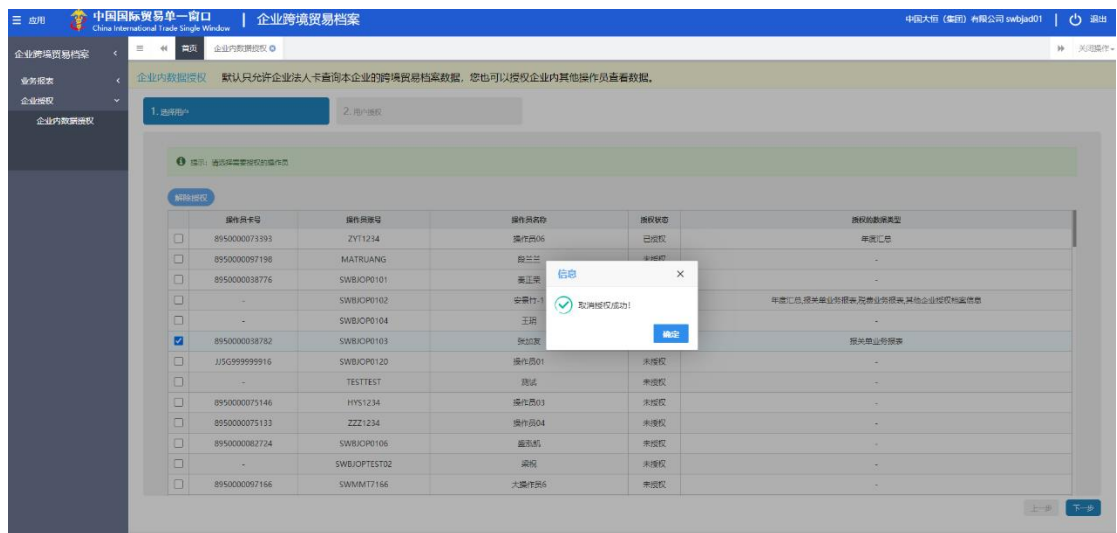 应用
中国国际贸易单一窗口
China International Trade Single Window
企业跨境贸易档案
中国大恒（集团）有限公司 swbjad01
退出
企业跨境贸易档案
首页
企业内数据授权
关闭操作
业务报表
企业授权
企业内数据授权
企业内数据授权 默认只允许企业法人卡查询本企业的跨境贸易档案数据，您也可以授权企业内其他操作员查看数据。
1. 选择用户
2. 用户授权
提示：请选择需要授权的操作员
解除授权
操作员卡号 操作员账号 操作员名称 授权状态 授权的数据类型
8950000073393 ZYT1234 操作员06 已授权 年度汇总
8950000097198 MATRUANG 段兰兰 未授权 -
8950000038776 SWBJOP0101 -
- SWBJOP0102 年度汇总,报关单业务报表,税费业务报表,其他企业授权档案信息
- SWBJOP0104 王玥 -
8950000038782 SWBJOP0103 张加发 报关单业务报表
JJ5G999999916 SWBJOP0120 操作员01 未授权 -
- TESTTEST 测试 未授权 -
8950000075146 HYS1234 操作员03 未授权 -
8950000075133 ZZZ1234 操作员04 未授权 -
8950000082724 SWBJOP0106 未授权 -
- SWBJOPTEST02 未授权 -
8950000097166 SWMMT7166 大操作员6 未授权 -
信息
取消授权成功!
确定
上一步
下一步